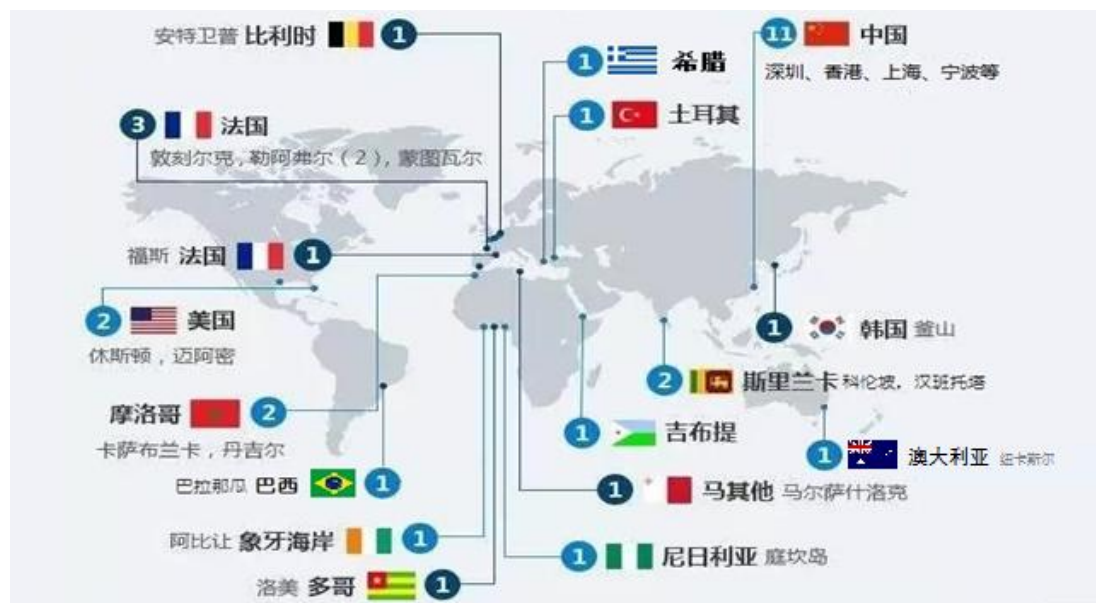 安特卫普 比利时 1
1 希腊
11 中国
深圳、香港、上海、宁波等
3 法国
敦刻尔克,勒阿弗尔(2),蒙图瓦尔
1 土耳其
福斯 法国 1
2 美国
休斯顿,迈阿密
1 韩国 釜山
2 斯里兰卡 科伦坡,汉班托塔
摩洛哥 2
卡萨布兰卡,丹吉尔
1 吉布提
1 澳大利亚 纽卡斯尔
巴拉那瓜 巴西 1
1 马其他 马尔萨什洛克
阿比让 象牙海岸 1
1 尼日利亚 庭坎岛
洛美 多哥 1